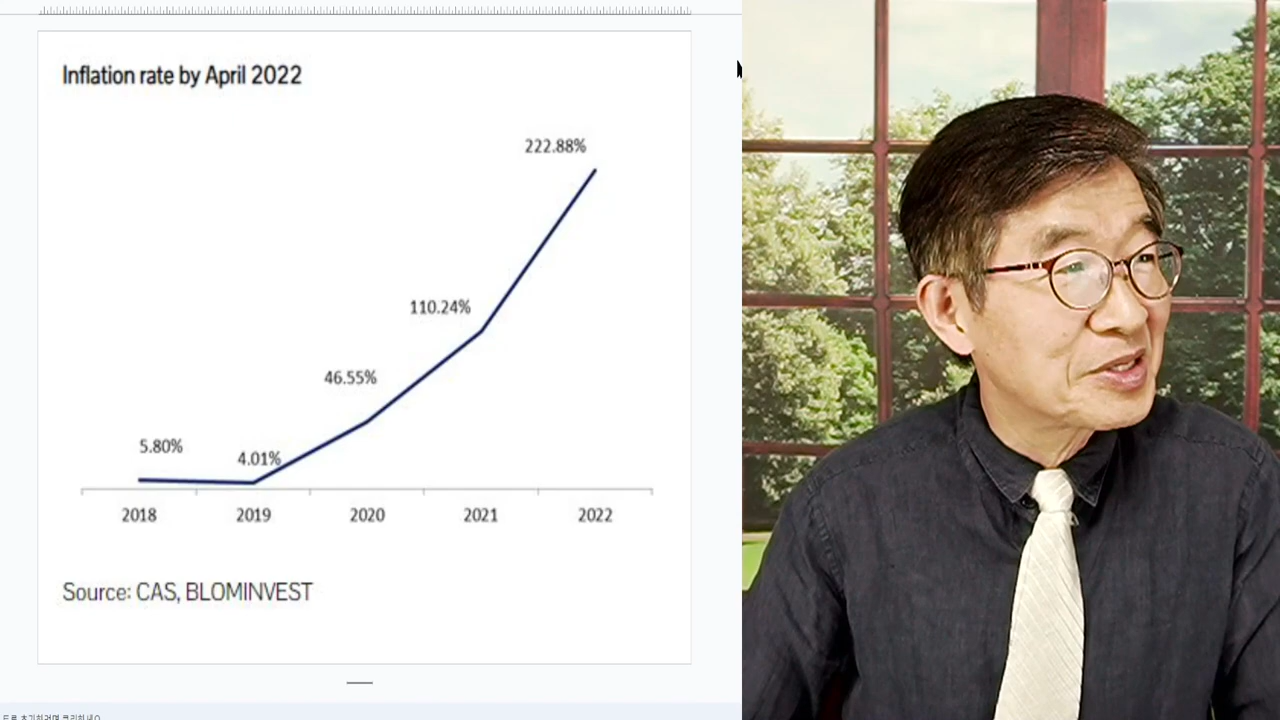 Inflation rate by April 2022
222.88%
110.24%
46.55%
5.80%
4.01%
2018 2019 2020 2021 2022
Source: CAS, BLOMINVEST